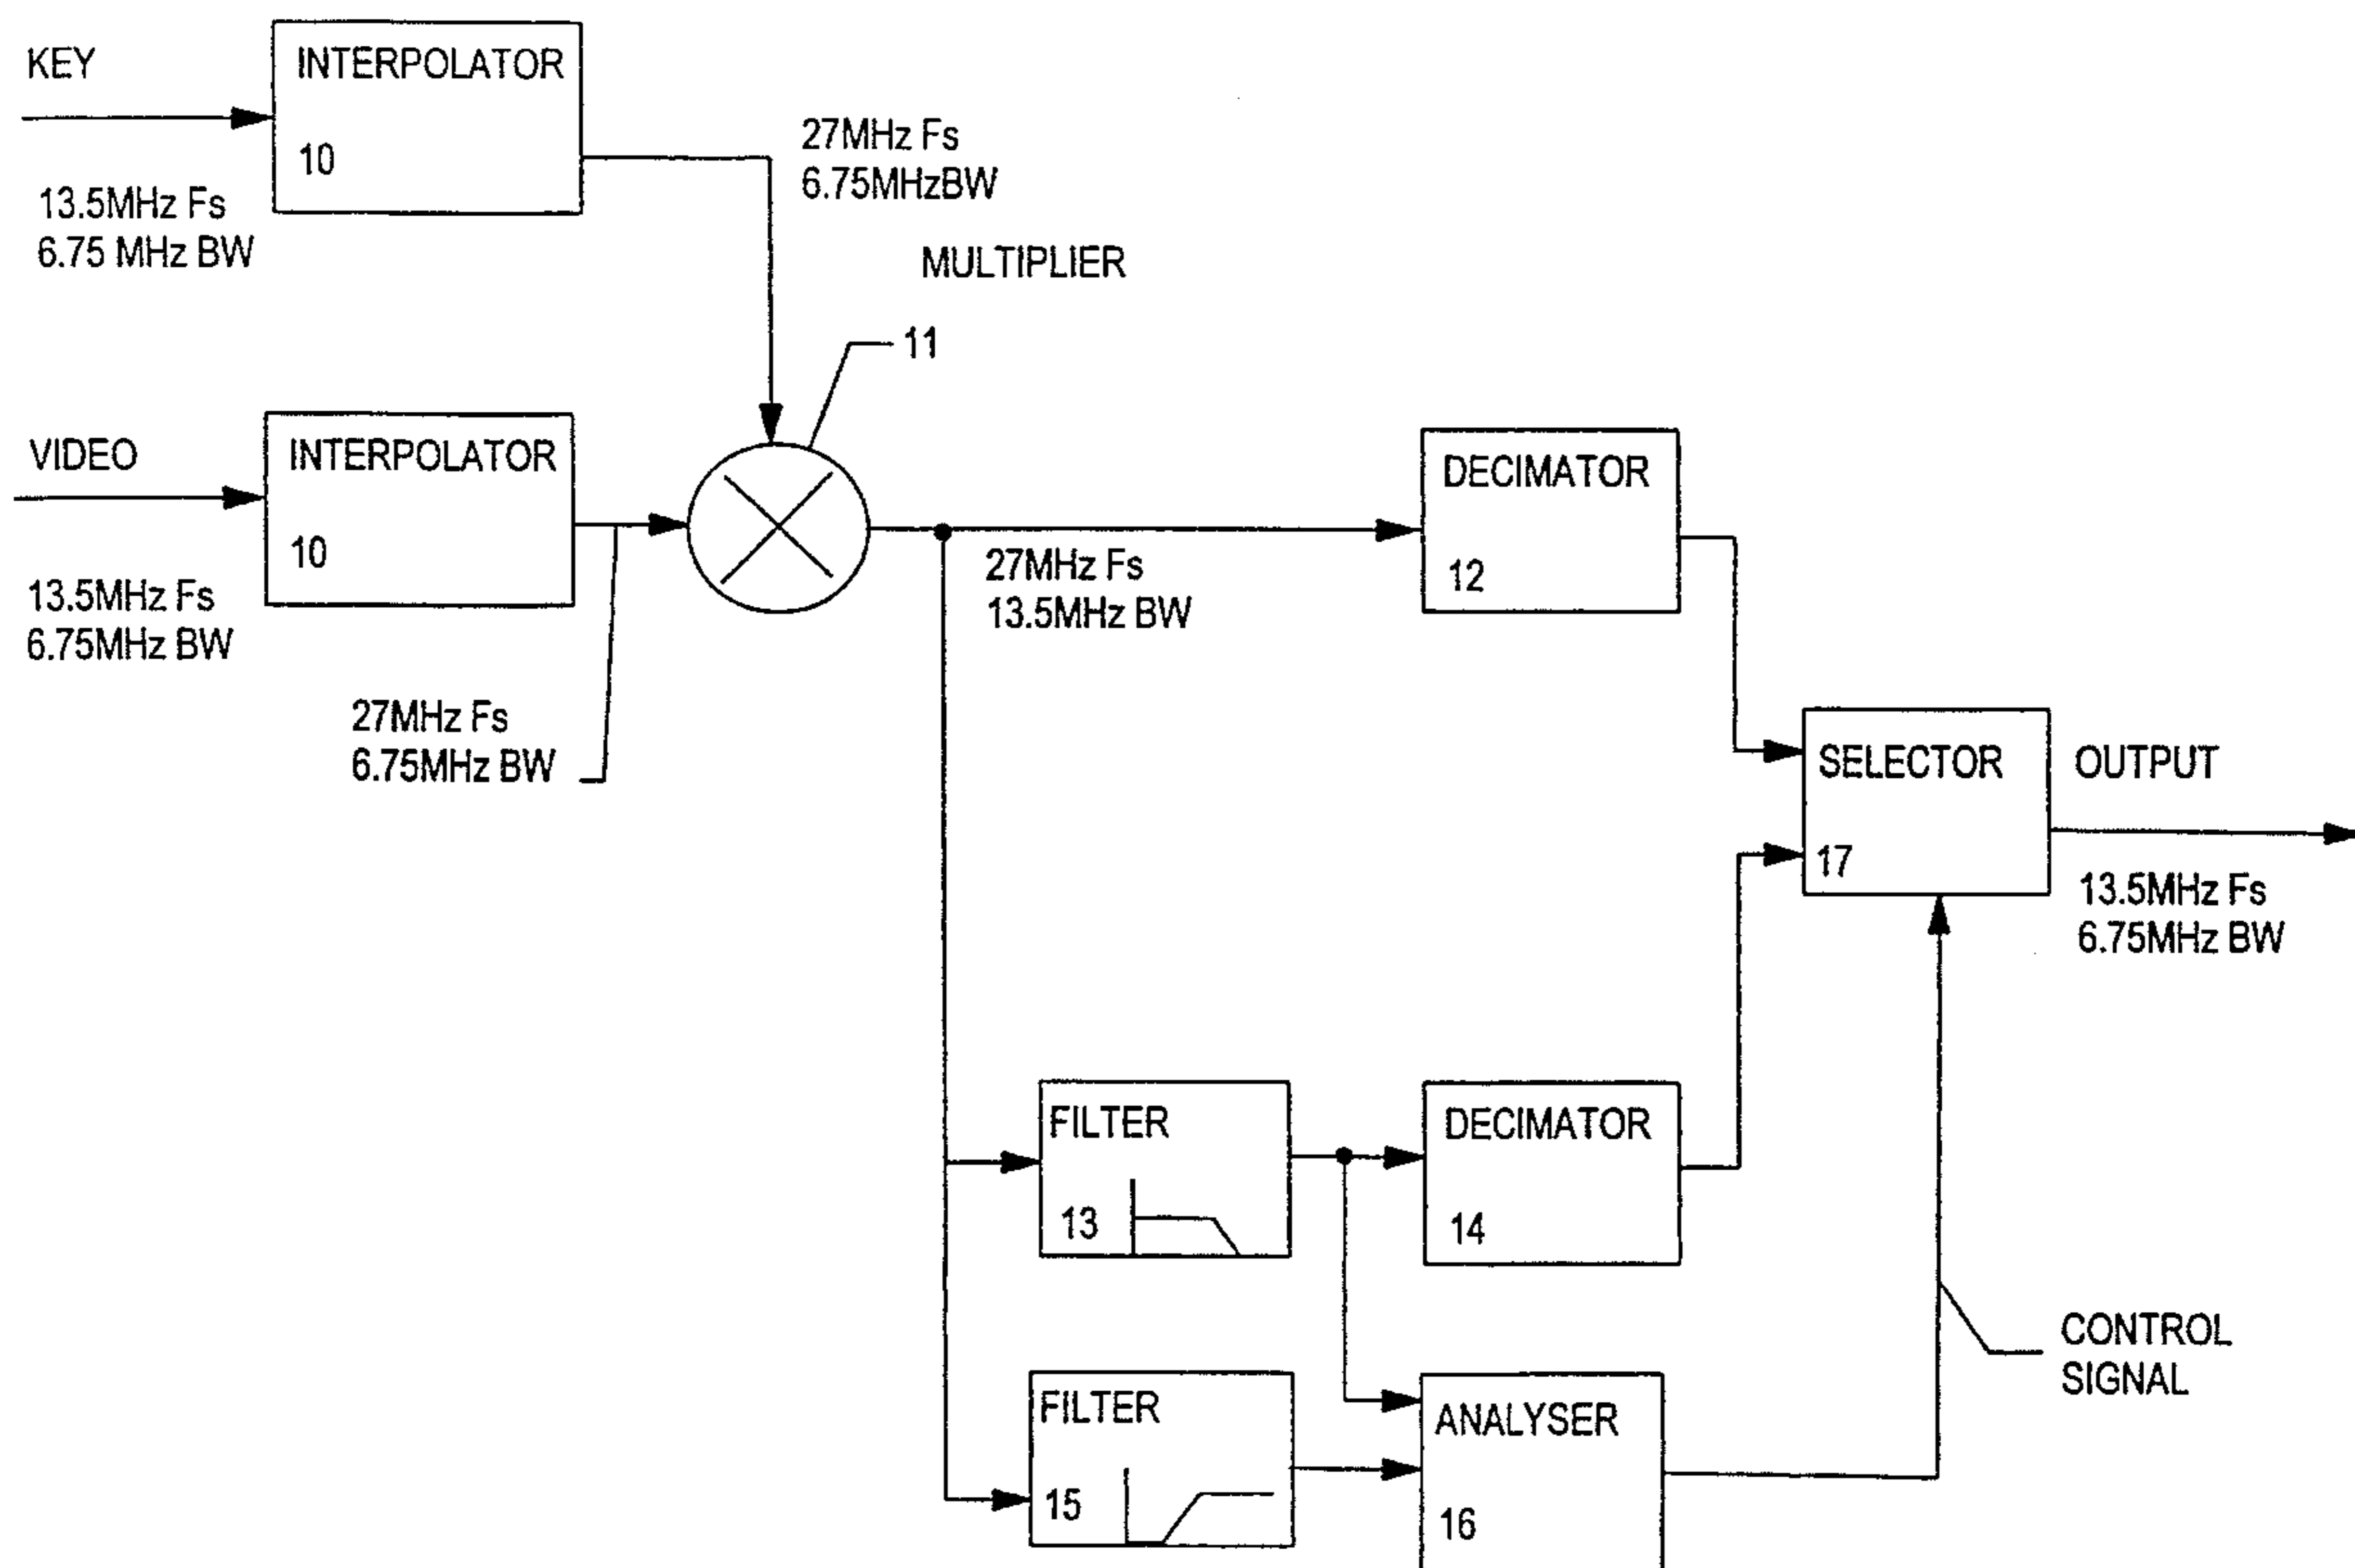 KEY
INTERPOLATOR
10
13.5MHz Fs
6.75 MHz BW
27MHz Fs
6.75MHzBW
MULTIPLIER
11
VIDEO
INTERPOLATOR
10
13.5MHz Fs
6.75MHz BW
27MHz Fs
6.75MHz BW
27MHz Fs
13.5MHz BW
DECIMATOR
12
SELECTOR
17
OUTPUT
13.5MHz Fs
6.75MHz BW
FILTER
13
DECIMATOR
14
CONTROL
SIGNAL
FILTER
15
ANALYSER
16